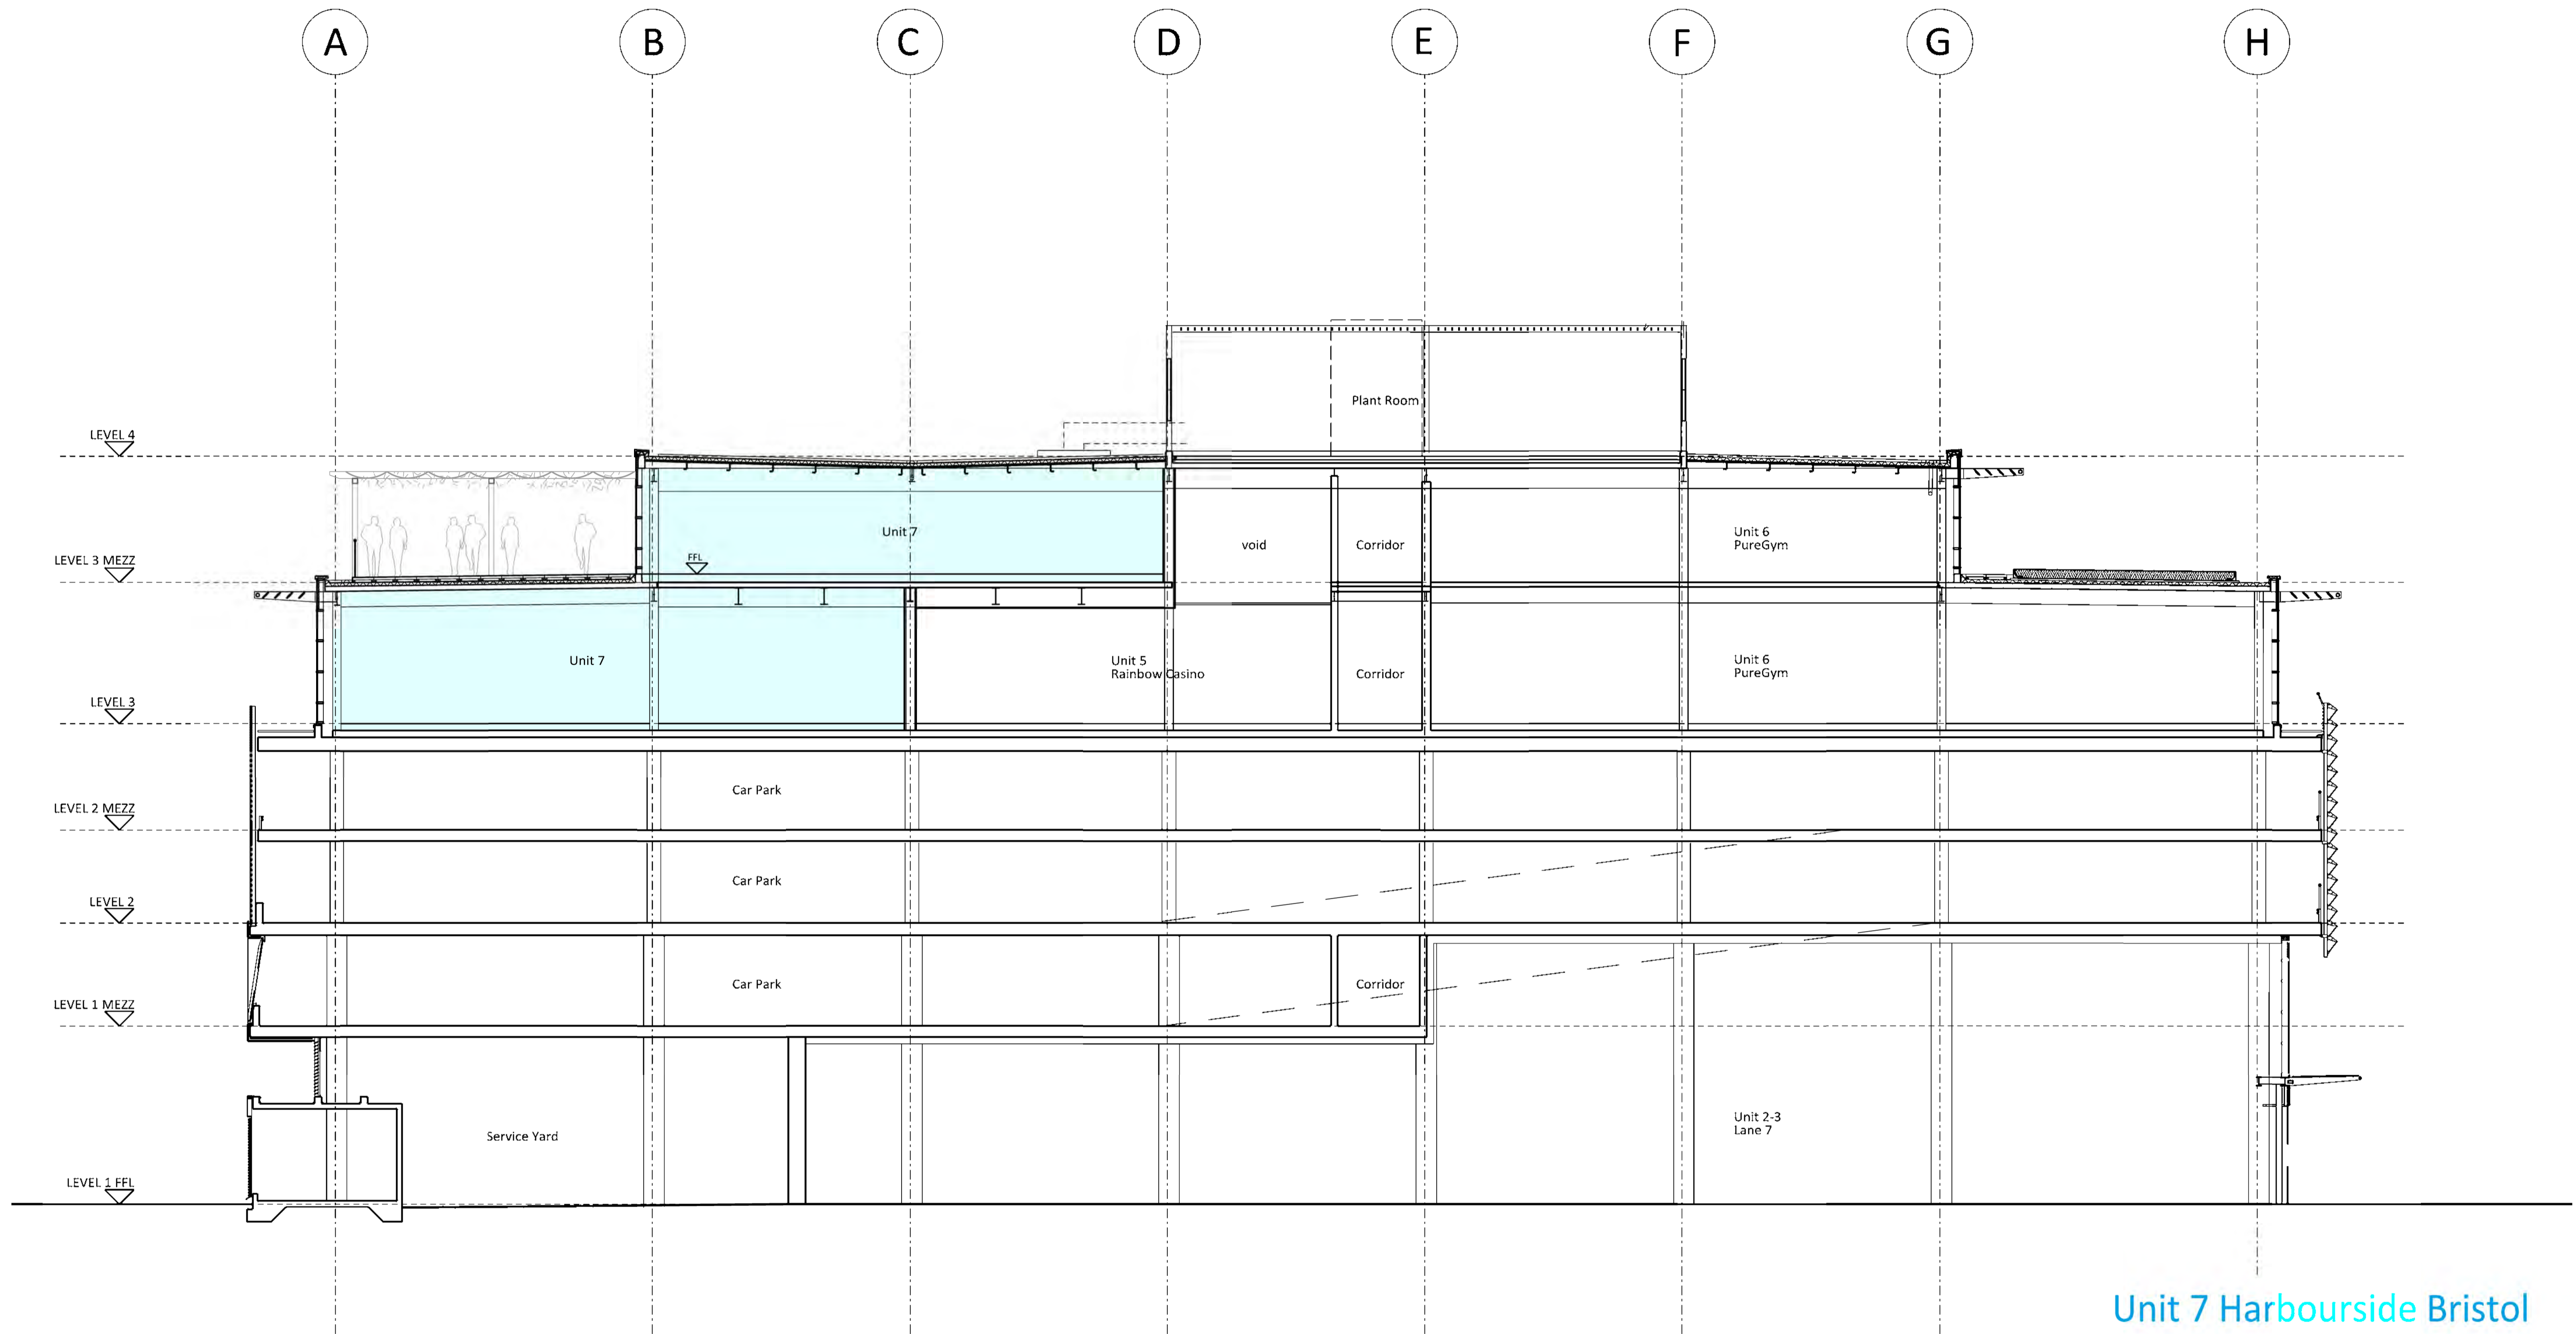 A B C D E F G H
Plant Room
LEVEL 4
Unit 7
void
Corridor
Unit 6
PureGym
FFL
LEVEL 3 MEZZ
Unit 7
Unit 5
Rainbow Casino
Corridor
Unit 6
PureGym
LEVEL 3
Car Park
LEVEL 2 MEZZ
Car Park
LEVEL 2
Car Park
Corridor
LEVEL 1 MEZZ
Unit 2-3
Lane 7
Service Yard
LEVEL 1 FFL
Unit 7 Harbourside Bristol